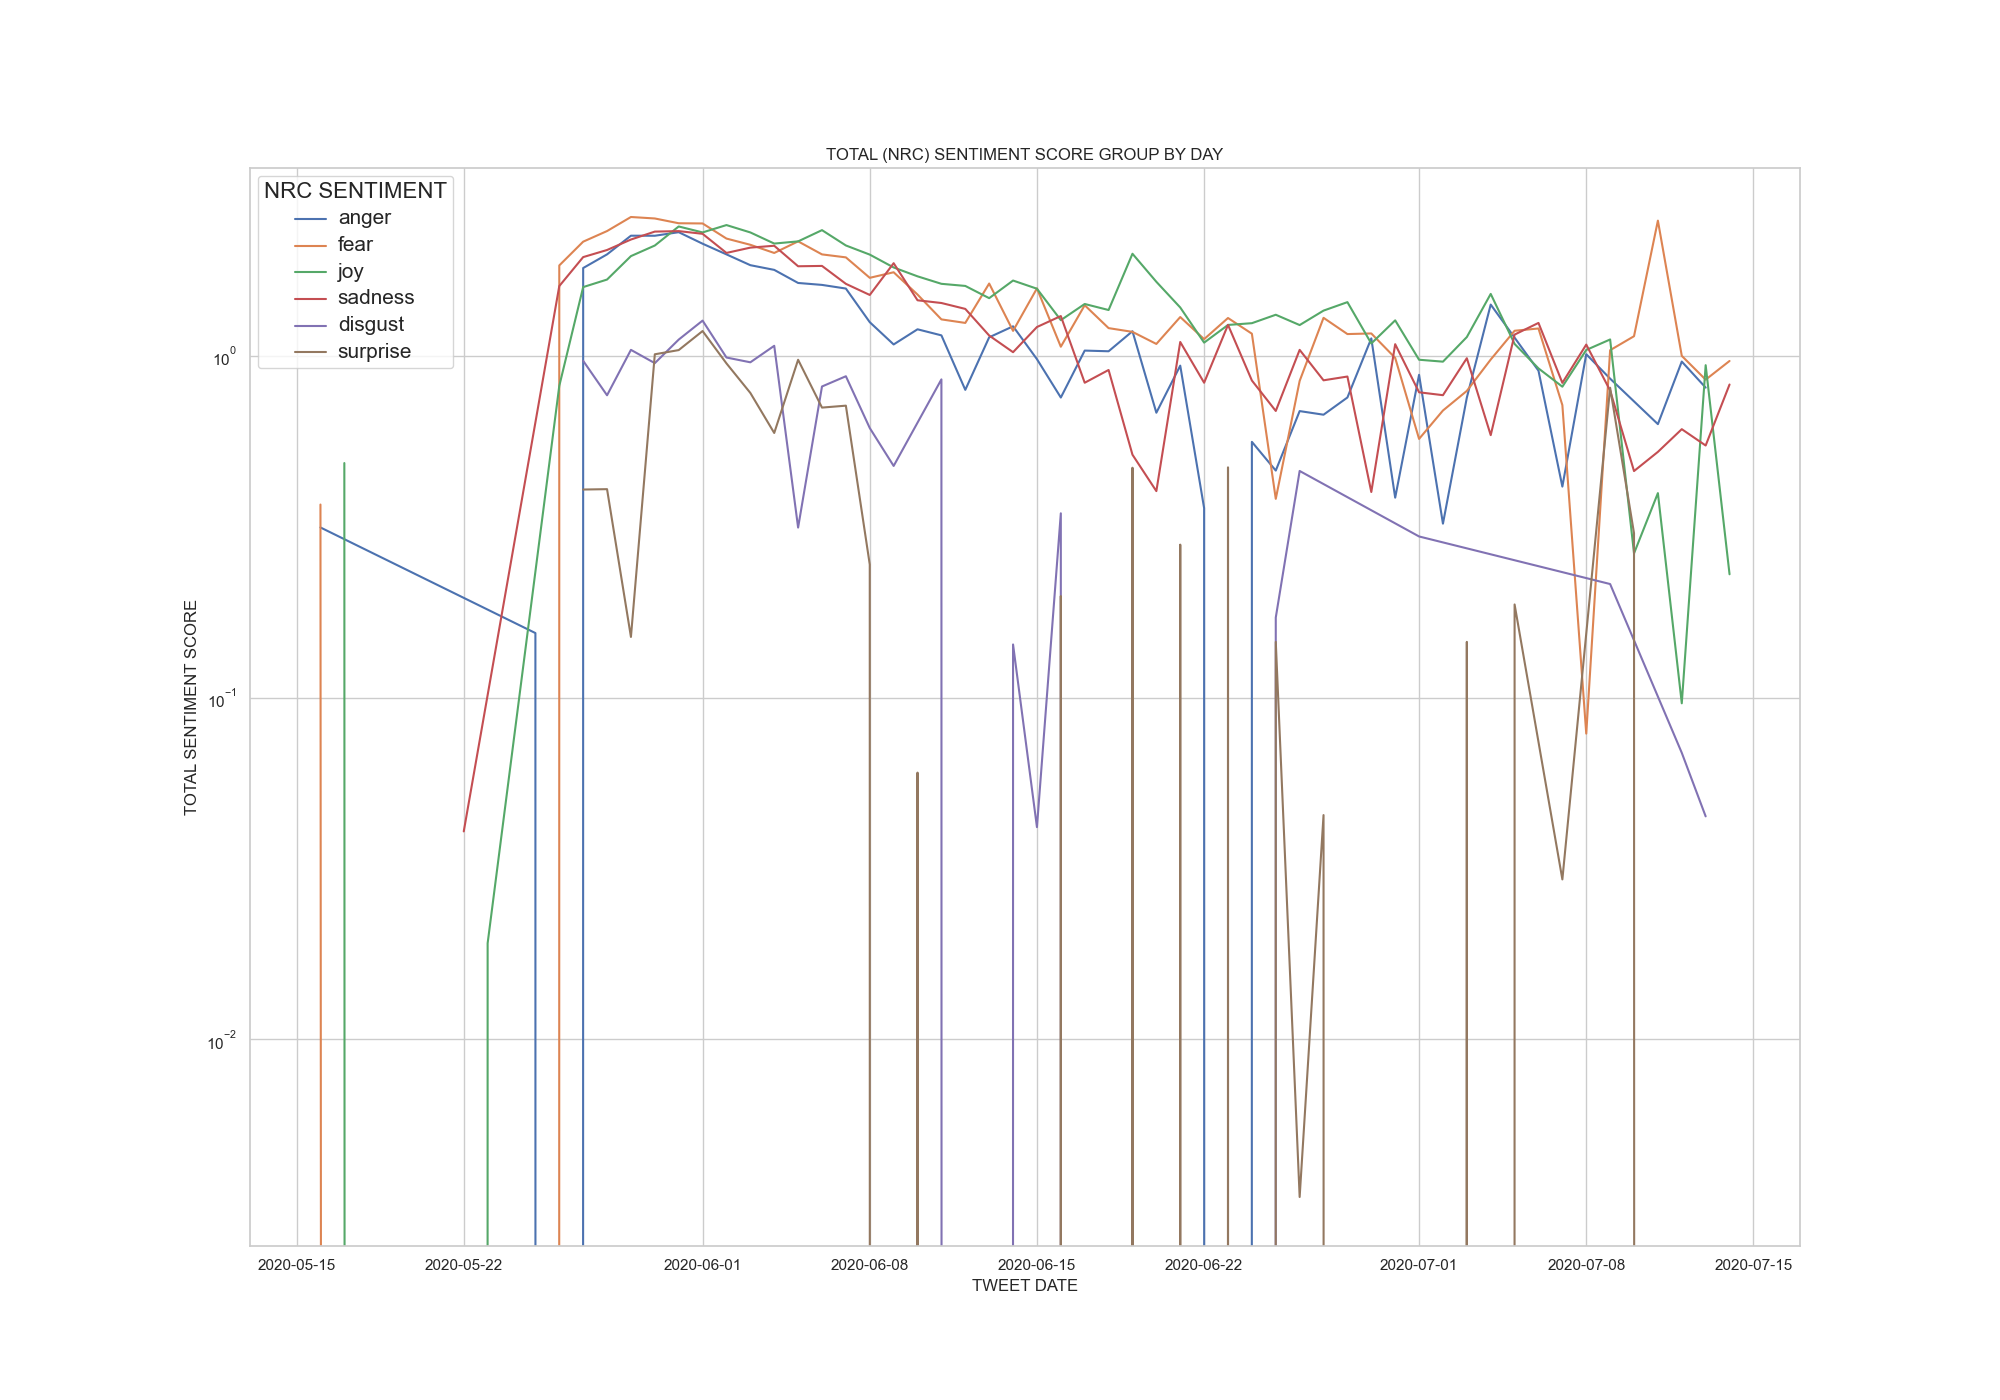 TOTAL (NRC) SENTIMENT SCORE GROUP BY DAY
NRC SENTIMENT
anger
fear
joy
sadness
disgust
surprise
10⁰
10⁻¹
10⁻²
TOTAL SENTIMENT SCORE
2020-05-15 2020-05-22 2020-06-01 2020-06-08 2020-06-15 2020-06-22 2020-07-01 2020-07-08 2020-07-15
TWEET DATE